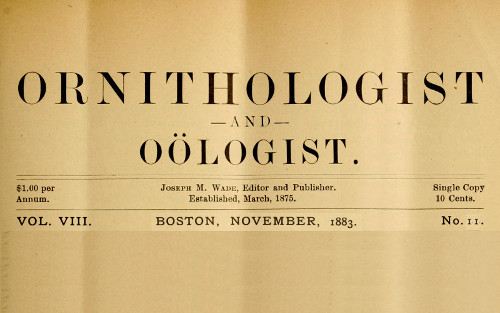 ORNITHOLOGIST
—AND—
OÖLOGIST.
$1.00 per Annum.
JOSEPH M. WADE, Editor and Publisher.
Established, March, 1875.
Single Copy 10 Cents.
VOL. VIII. BOSTON, NOVEMBER, 1883. No. 11.